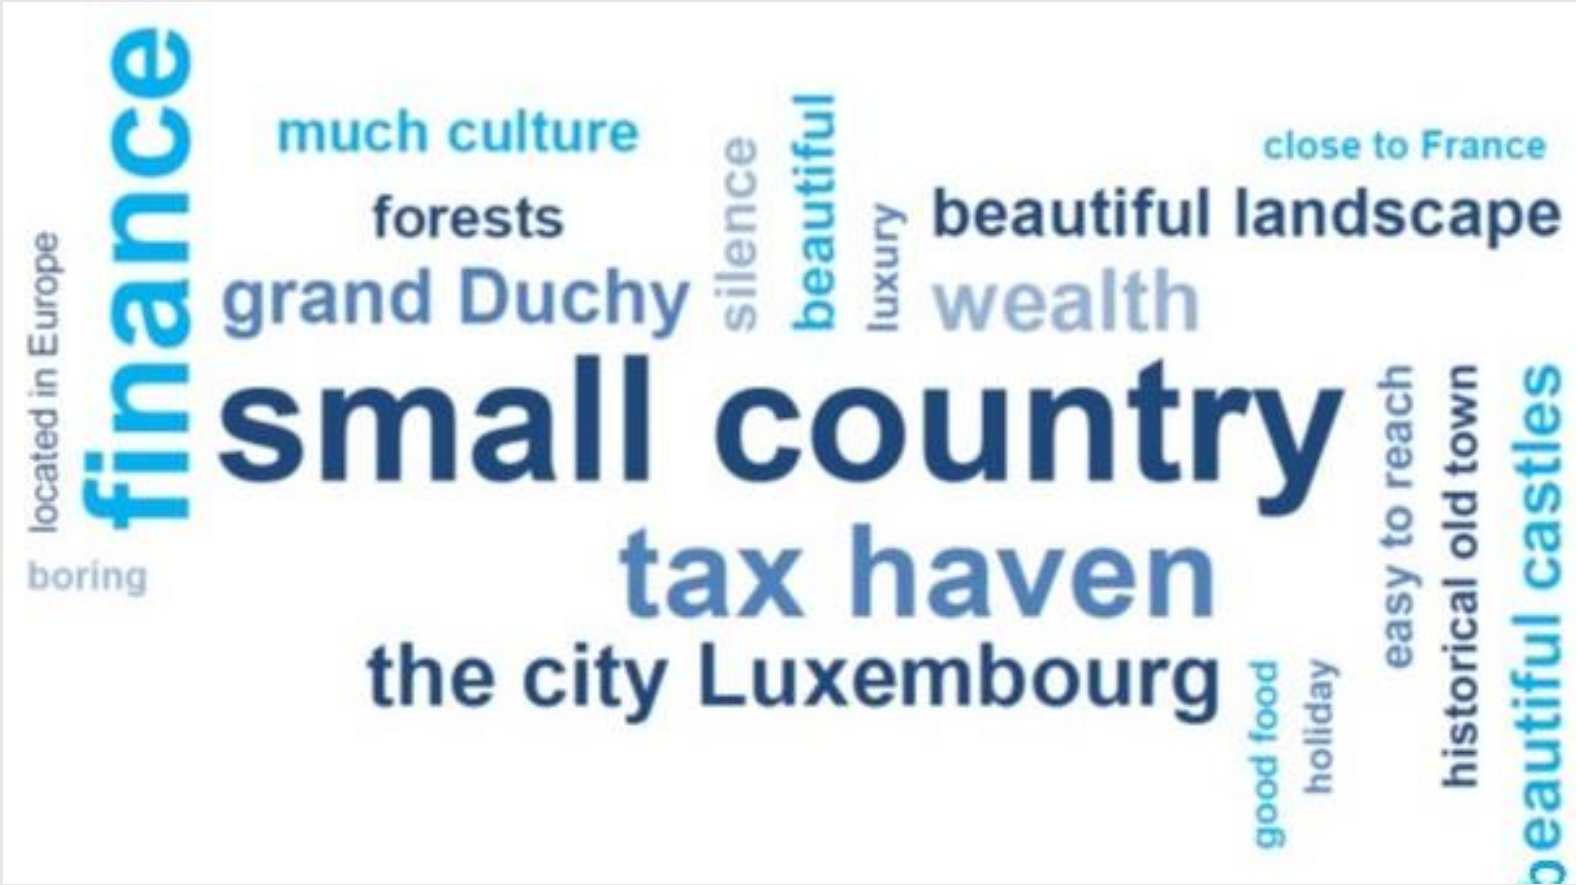 finance
much culture
forests
grand Duchy
silence
beautiful
luxury
close to France
beautiful landscape
wealth
located in Europe
boring
small country
tax haven
the city Luxembourg
good food
holiday
easy to reach
historical old town
beautiful castles